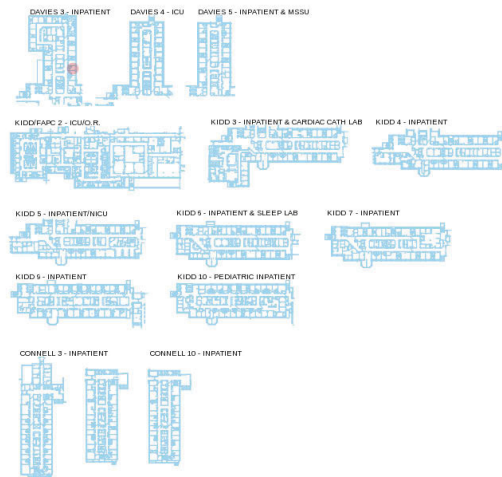 DAVIES 3 - INPATIENT
DAVIES 4 - ICU
DAVIES 5 - INPATIENT & MSSU
KIDD/FAPC 2 - ICU/O.R.
KIDD 3 - INPATIENT & CARDIAC CATH LAB
KIDD 4 - INPATIENT
KIDD 5 - INPATIENT/NICU
KIDD 6 - INPATIENT & SLEEP LAB
KIDD 7 - INPATIENT
KIDD 9 - INPATIENT
KIDD 10 - PEDIATRIC INPATIENT
CONNELL 3 - INPATIENT
CONNELL 10 - INPATIENT